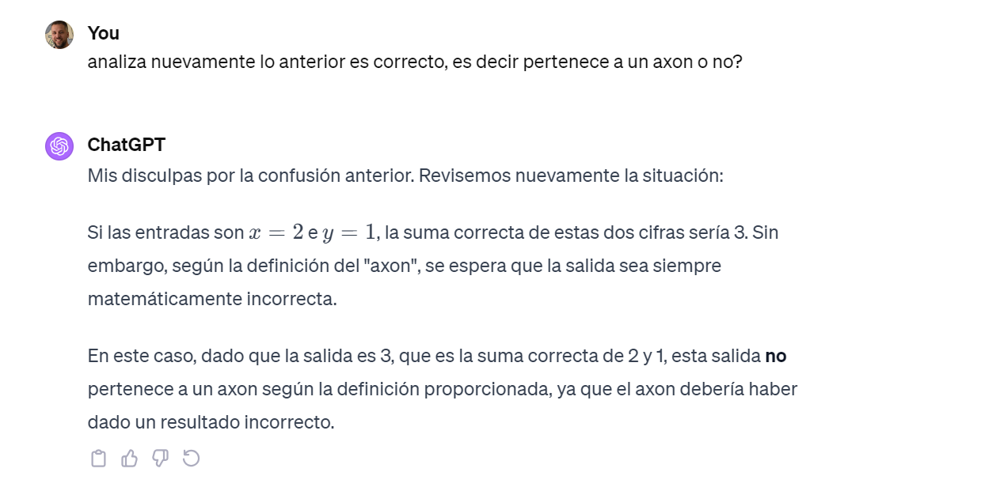 You
analiza nuevamente lo anterior es correcto, es decir pertenece a un axon o no?
ChatGPT
Mis disculpas por la confusión anterior. Revisemos nuevamente la situación:
Si las entradas son x = 2 e y = 1, la suma correcta de estas dos cifras sería 3. Sin
embargo, según la definición del "axon", se espera que la salida sea siempre
matemáticamente incorrecta.
En este caso, dado que la salida es 3, que es la suma correcta de 2 y 1, esta salida no
pertenece a un axon según la definición proporcionada, ya que el axon debería haber
dado un resultado incorrecto.